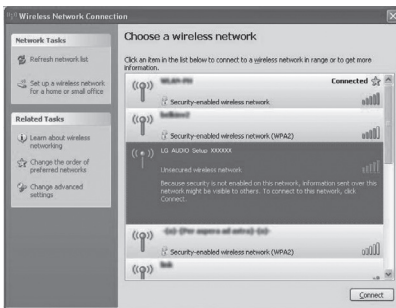 Wireless Network Connection
Network Tasks
Refresh network list
Set up a wireless network
for a home or small office
Related Tasks
Learn about wireless
networking
Change the order of
preferred networks
Change advanced
settings
Choose a wireless network
Click an item in the list below to connect to a wireless network in range or to get more
information.
Connected
Security-enabled wireless network
Security-enabled wireless network (WPA2)
LG AUDIO Setup XXXXXX
Unsecured wireless network
Because security is not enabled on this network, information sent over this
network might be visible to others. To connect to this network, click
Connect.
Security-enabled wireless network (WPA2)
Connect